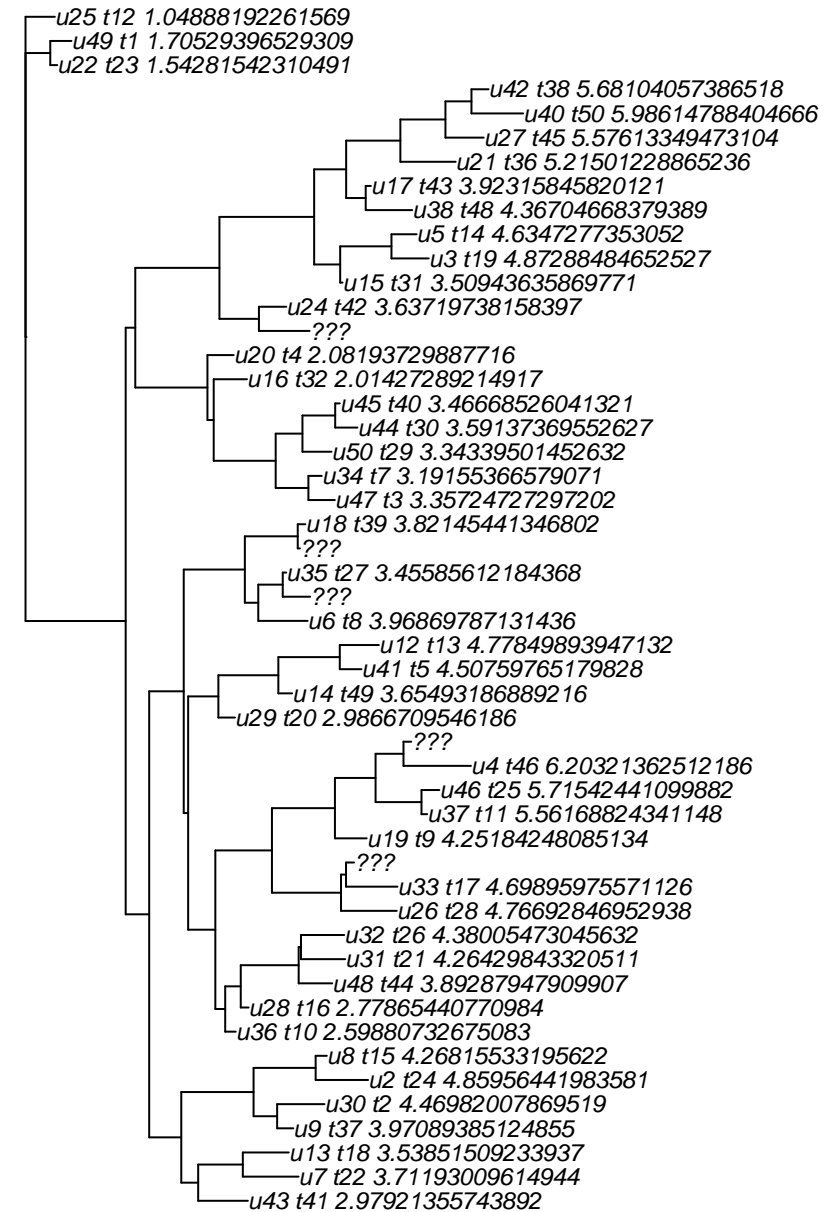 u25 t12 1.04888192261569
u49 t1 1.70529396529309
u22 t23 1.54281542310491
u42 t38 5.68104057386518
u40 t50 5.98614788404666
u27 t45 5.57613349473104
u21 t36 5.21501228865236
u17 t43 3.92315845820121
u38 t48 4.36704668379389
u5 t14 4.6347277353052
u3 t19 4.87288484652527
u15 t31 3.50943635869771
u24 t42 3.63719738158397
???
u20 t4 2.08193729887716
u16 t32 2.01427289214917
u45 t40 3.46668526041321
u44 t30 3.59137369552627
u50 t29 3.34339501452632
u34 t7 3.19155366579071
u47 t3 3.35724727297202
u18 t39 3.82145441346802
???
u35 t27 3.45585612184368
???
u6 t8 3.96869787131436
u12 t13 4.77849893947132
u41 t5 4.50759765179828
u14 t49 3.65493186889216
u29 t20 2.9866709546186
???
u4 t46 6.20321362512186
u46 t25 5.71542441099882
u37 t11 5.56168824341148
u19 t9 4.25184248085134
???
u33 t17 4.69895975571126
u26 t28 4.76692846952938
u32 t26 4.38005473045632
u31 t21 4.26429843320511
u48 t44 3.89287947909907
u28 t16 2.77865440770984
u36 t10 2.59880732675083
u8 t15 4.26815533195622
u2 t24 4.85956441983581
u30 t2 4.46982007869519
u9 t37 3.97089385124855
u13 t18 3.53851509233937
u7 t22 3.71193009614944
u43 t41 2.97921355743892